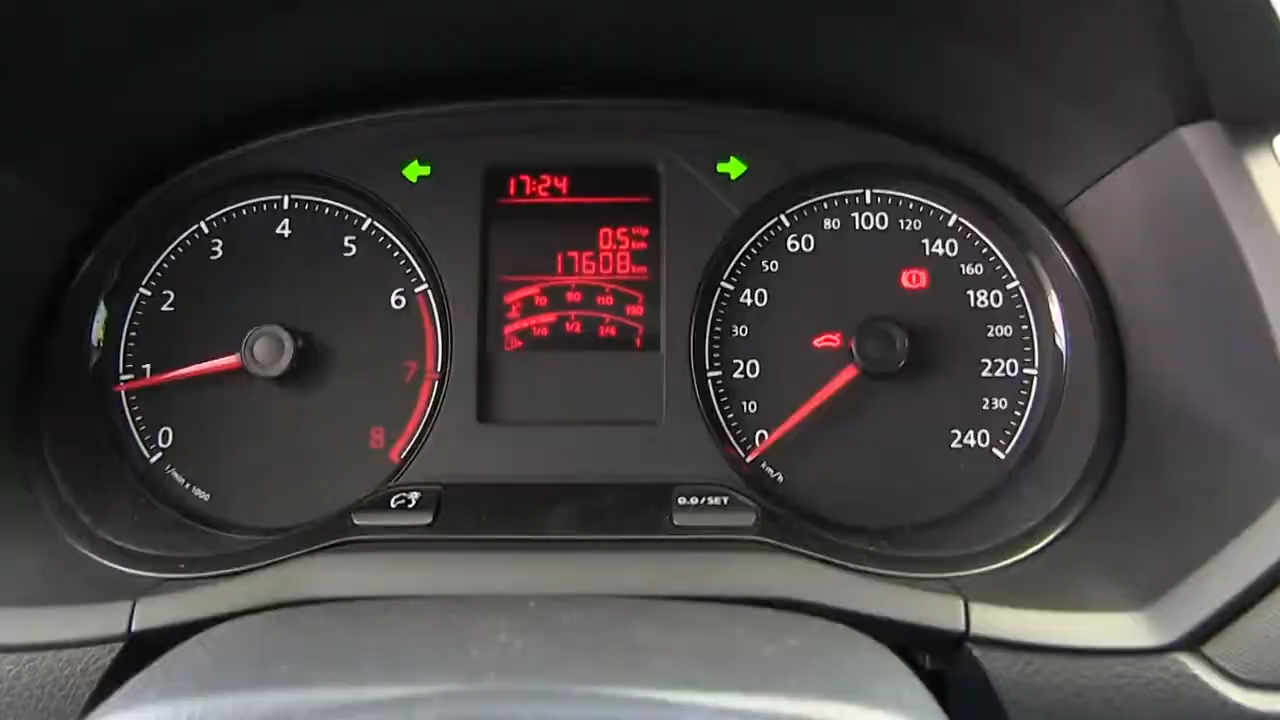 17:24
0.5 trip km
17608 km
70 90 110 130
1/4 1/2 3/4 1
0 1 2 3 4 5 6 7 8
1/min x 1000
0 10 20 30 40 50 60 80 100 120 140 160 180 200 220 230 240
km/h
0.0/SET